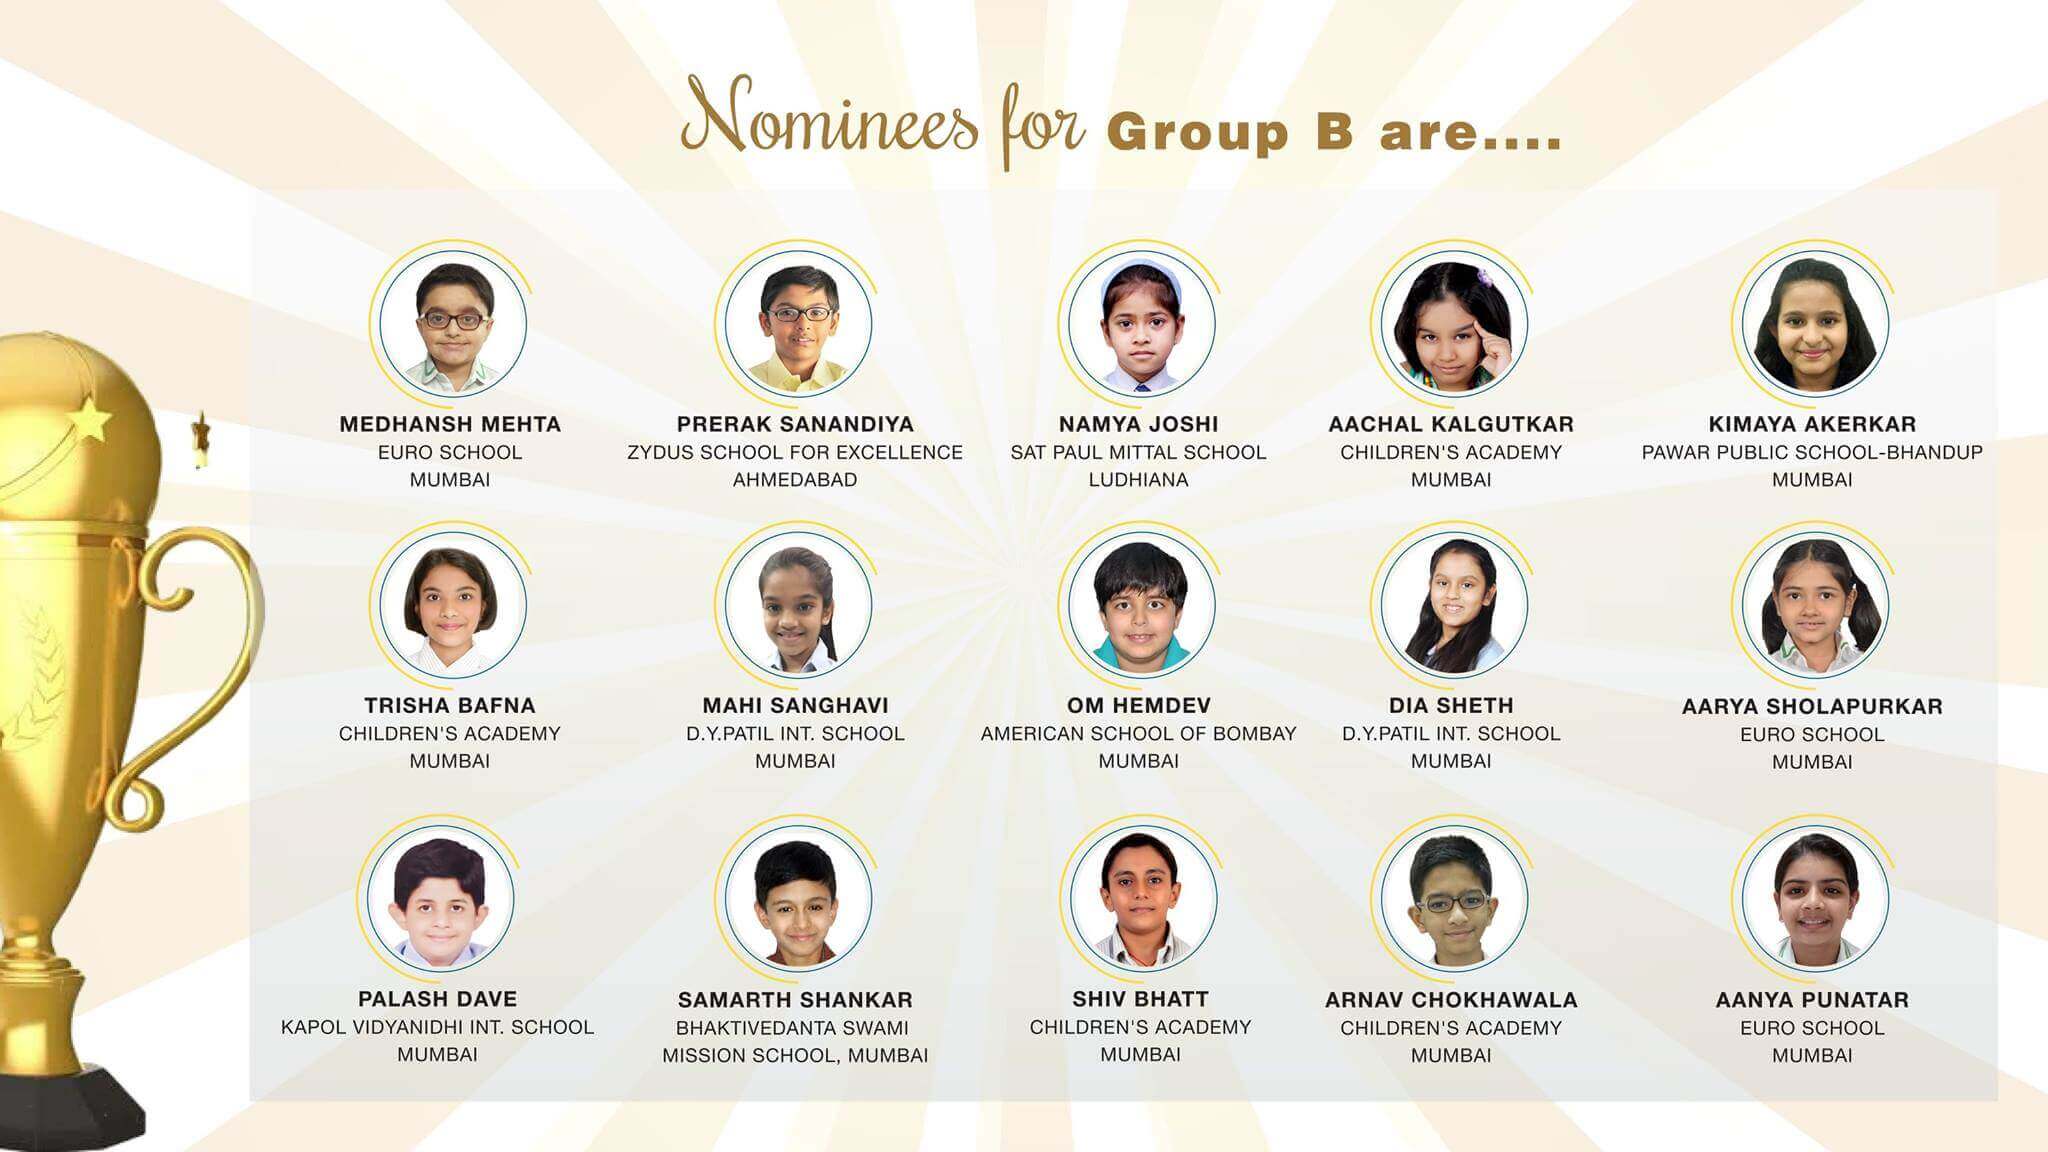 Nominees for Group B are....
MEDHANSH MEHTA
EURO SCHOOL
MUMBAI
PRERAK SANANDIYA
ZYDUS SCHOOL FOR EXCELLENCE
AHMEDABAD
NAMYA JOSHI
SAT PAUL MITTAL SCHOOL
LUDHIANA
AACHAL KALGUTKAR
CHILDREN'S ACADEMY
MUMBAI
KIMAYA AKERKAR
PAWAR PUBLIC SCHOOL-BHANDUP
MUMBAI
TRISHA BAFNA
CHILDREN'S ACADEMY
MUMBAI
MAHI SANGHAVI
D.Y.PATIL INT. SCHOOL
MUMBAI
OM HEMDEV
AMERICAN SCHOOL OF BOMBAY
MUMBAI
DIA SHETH
D.Y.PATIL INT. SCHOOL
MUMBAI
AARYA SHOLAPURKAR
EURO SCHOOL
MUMBAI
PALASH DAVE
KAPOL VIDYANIDHI INT. SCHOOL
MUMBAI
SAMARTH SHANKAR
BHAKTIVEDANTA SWAMI
MISSION SCHOOL, MUMBAI
SHIV BHATT
CHILDREN'S ACADEMY
MUMBAI
ARNAV CHOKHAWALA
CHILDREN'S ACADEMY
MUMBAI
AANYA PUNATAR
EURO SCHOOL
MUMBAI